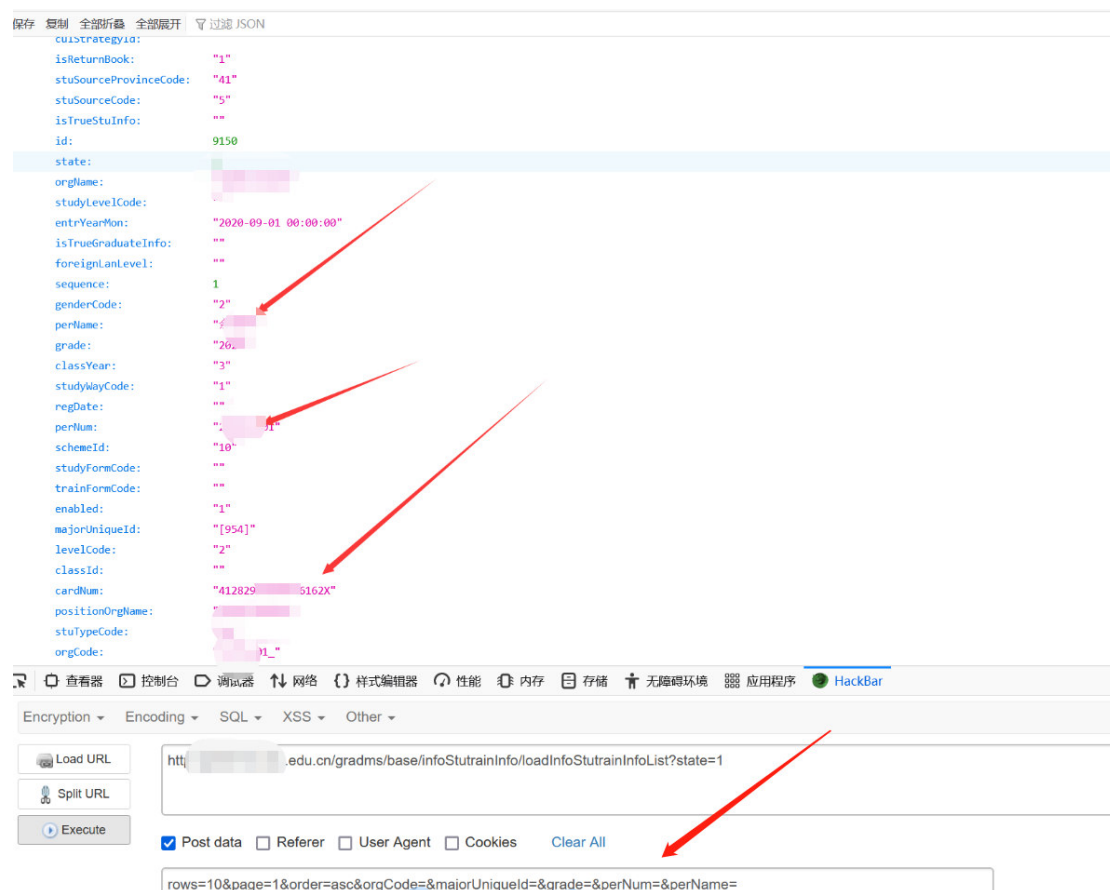 保存 复制 全部折叠 全部展开 过滤 JSON
culStrategyId:
isReturnBook: "1"
stuSourceProvinceCode: "41"
stuSourceCode: "5"
isTrueStuInfo: ""
id: 9150
state:
orgName:
studyLevelCode:
entrYearMon: "2020-09-01 00:00:00"
isTrueGraduateInfo: ""
foreignLanLevel: ""
sequence: 1
genderCode: "2"
perName:
grade:
classYear: "3"
studyWayCode: "1"
regDate: ""
perNum:
schemeId: "10"
studyFormCode: ""
trainFormCode: ""
enabled: "1"
majorUniqueId: "[954]"
levelCode: "2"
classId: ""
cardNum: "412829 6162X"
positionOrgName:
stuTypeCode:
orgCode:
查看器 控制台 调试器 网络 样式编辑器 性能 内存 存储 无障碍环境 应用程序 HackBar
Encryption Encoding SQL XSS Other
Load URL
Split URL
Execute
.edu.cn/gradms/base/infoStutrainInfo/loadInfoStutrainInfoList?state=1
Post data Referer User Agent Cookies Clear All
rows=10&page=1&order=asc&orgCode=&majorUniqueId=&grade=&perNum=&perName=